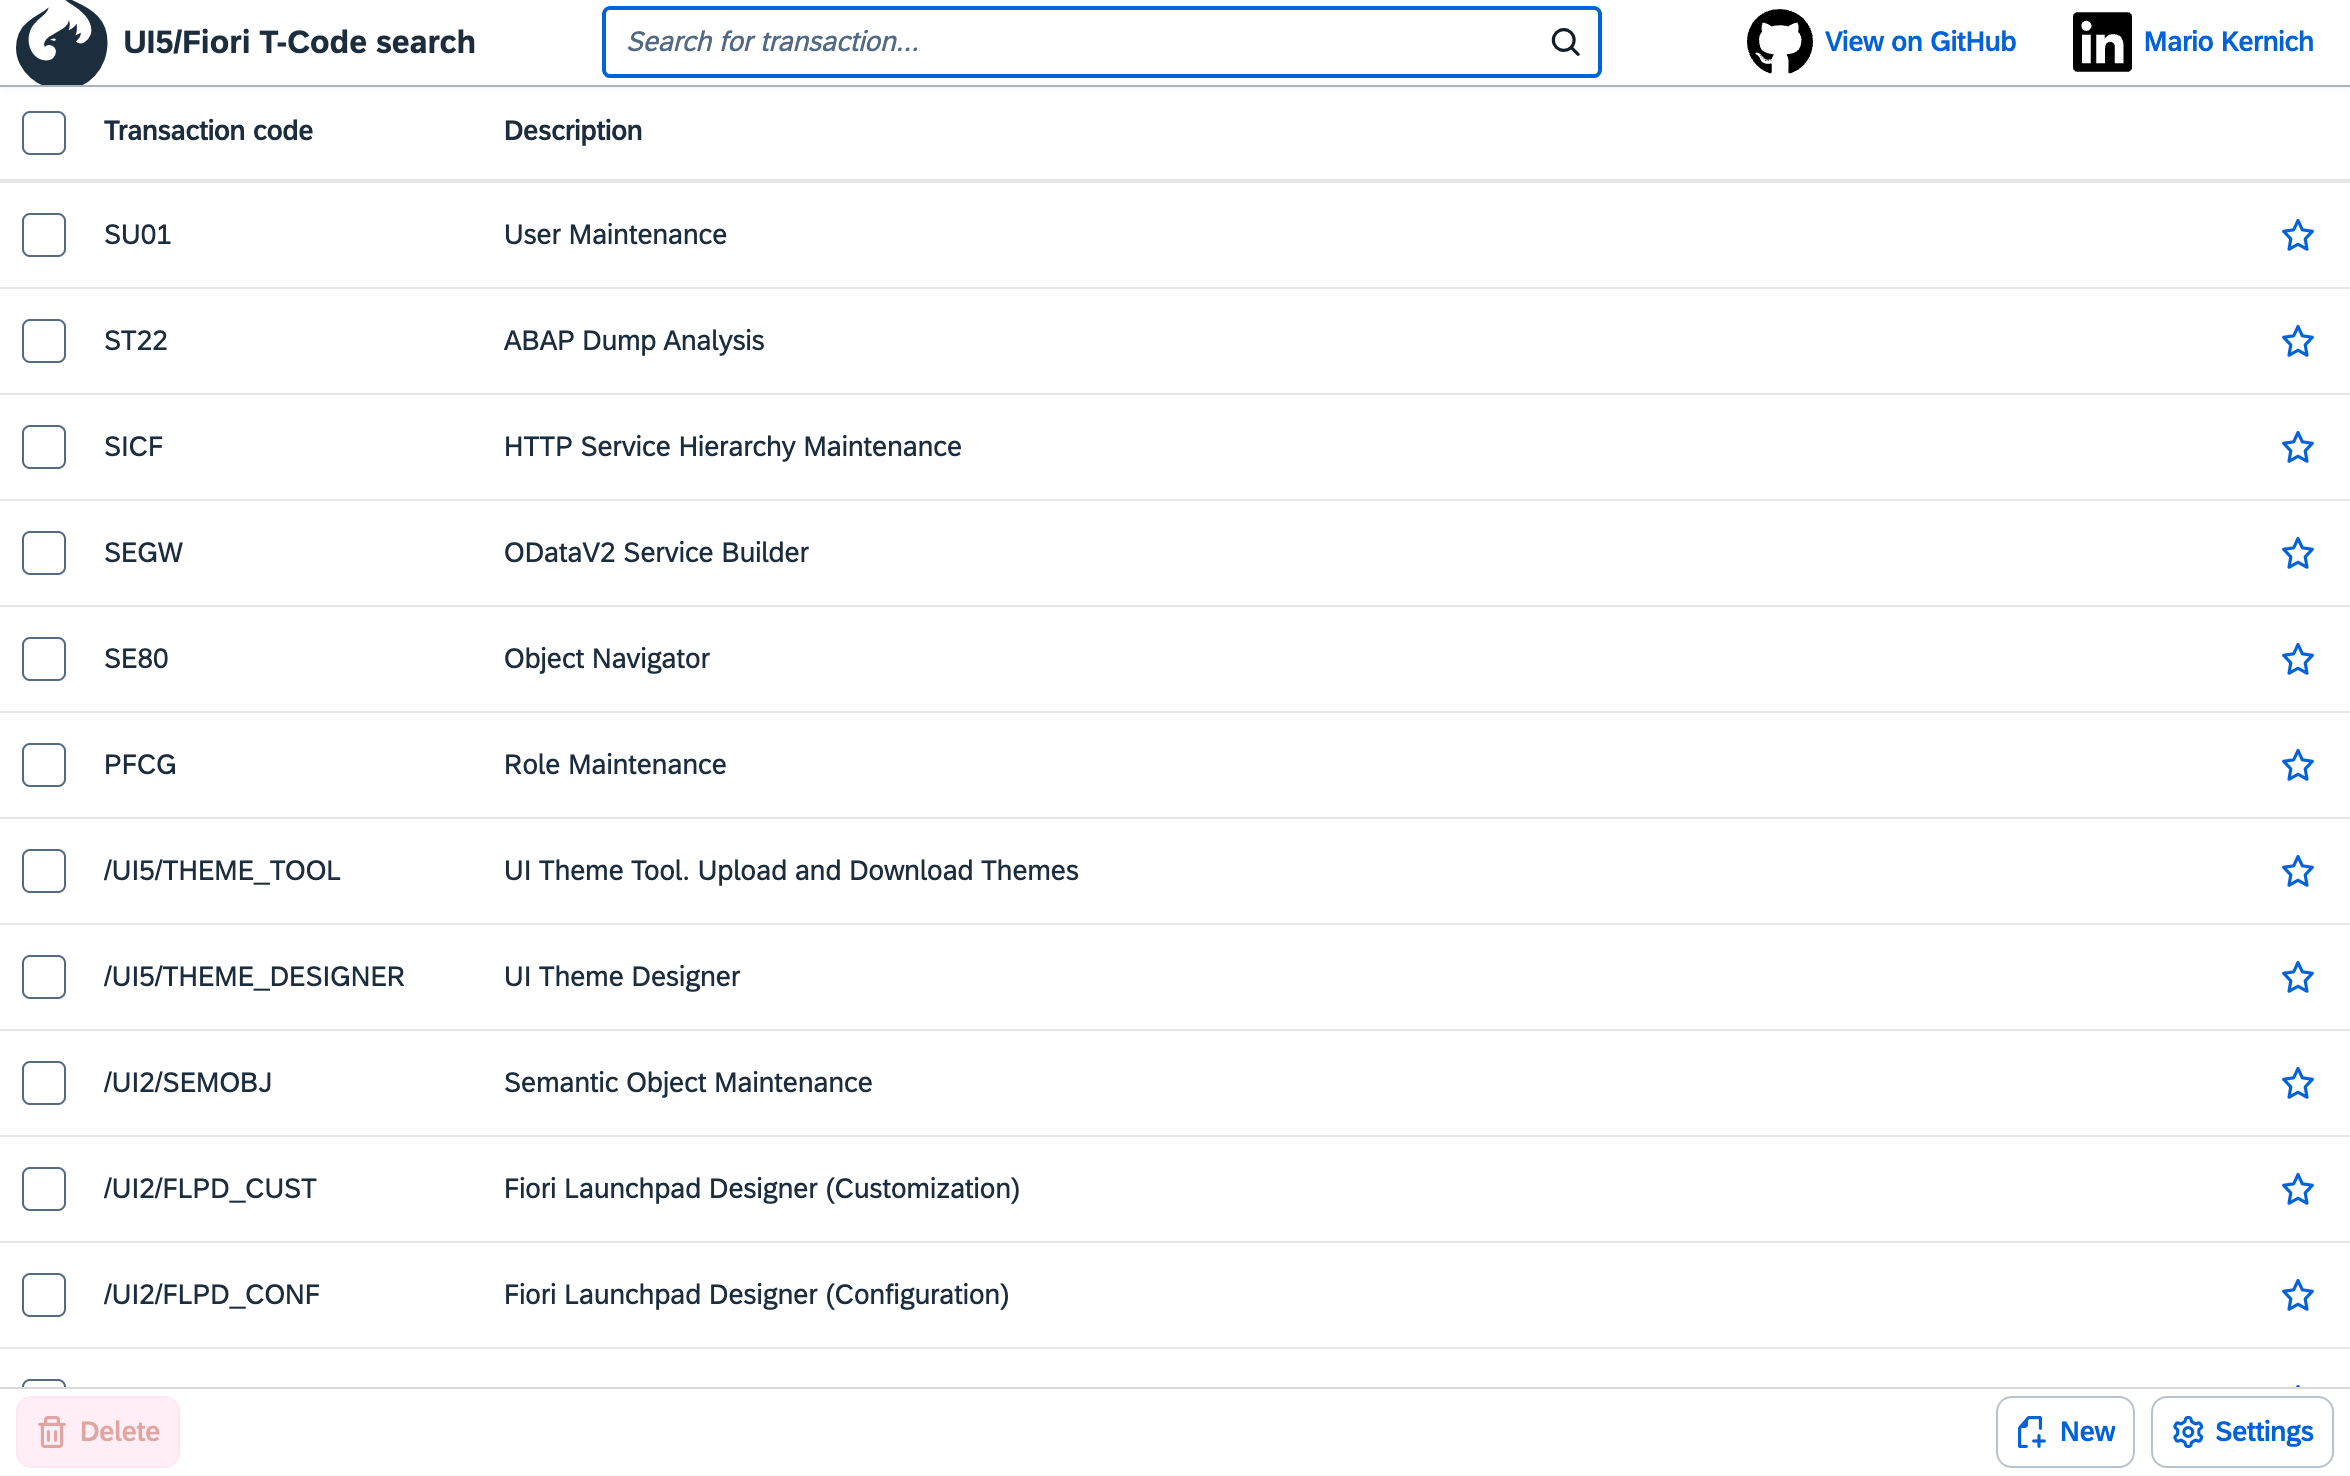 UI5/Fiori T-Code search
Search for transaction...
View on GitHub
in Mario Kernich
Transaction code Description
SU01 User Maintenance
ST22 ABAP Dump Analysis
SICF HTTP Service Hierarchy Maintenance
SEGW ODataV2 Service Builder
SE80 Object Navigator
PFCG Role Maintenance
/UI5/THEME_TOOL UI Theme Tool. Upload and Download Themes
/UI5/THEME_DESIGNER UI Theme Designer
/UI2/SEMOBJ Semantic Object Maintenance
/UI2/FLPD_CUST Fiori Launchpad Designer (Customization)
/UI2/FLPD_CONF Fiori Launchpad Designer (Configuration)
Delete New Settings